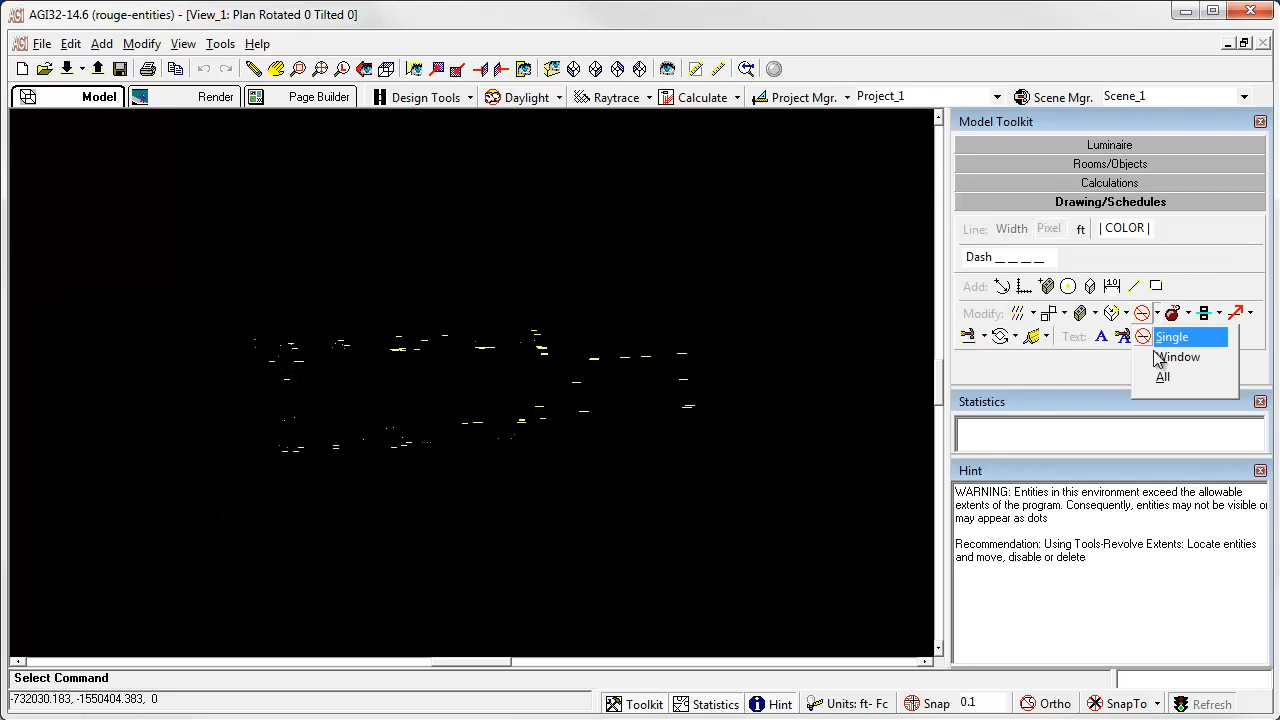 AGI32-14.6 (rouge-entities) - [View_1: Plan Rotated 0 Tilted 0]
File Edit Add Modify View Tools Help
Model Render Page Builder Design Tools Daylight Raytrace Calculate Project Mgr. Project_1 Scene Mgr. Scene_1
Model Toolkit
Luminaire
Rooms/Objects
Calculations
Drawing/Schedules
Line: Width Pixel ft | COLOR |
Dash _ _ _ _
Add:
Modify:
Text: A
Single
Window
All
Statistics
Hint
WARNING: Entities in this environment exceed the allowable
extents of the program. Consequently, entities may not be visible or
may appear as dots
Recommendation: Using Tools-Revolve Extents: Locate entities
and move, disable or delete
Select Command
-732030.183, -1550404.383, 0
Toolkit Statistics Hint Units: ft- Fc Snap 0.1 Ortho SnapTo Refresh